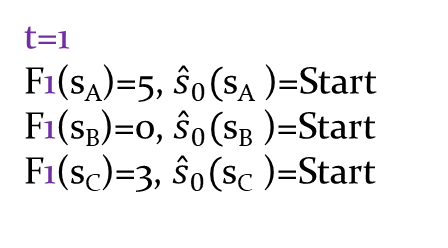 t=1
F1(sA)=5, ŝ0(sA )=Start
F1(sB)=0, ŝ0(sB )=Start
F1(sC)=3, ŝ0(sC )=Start